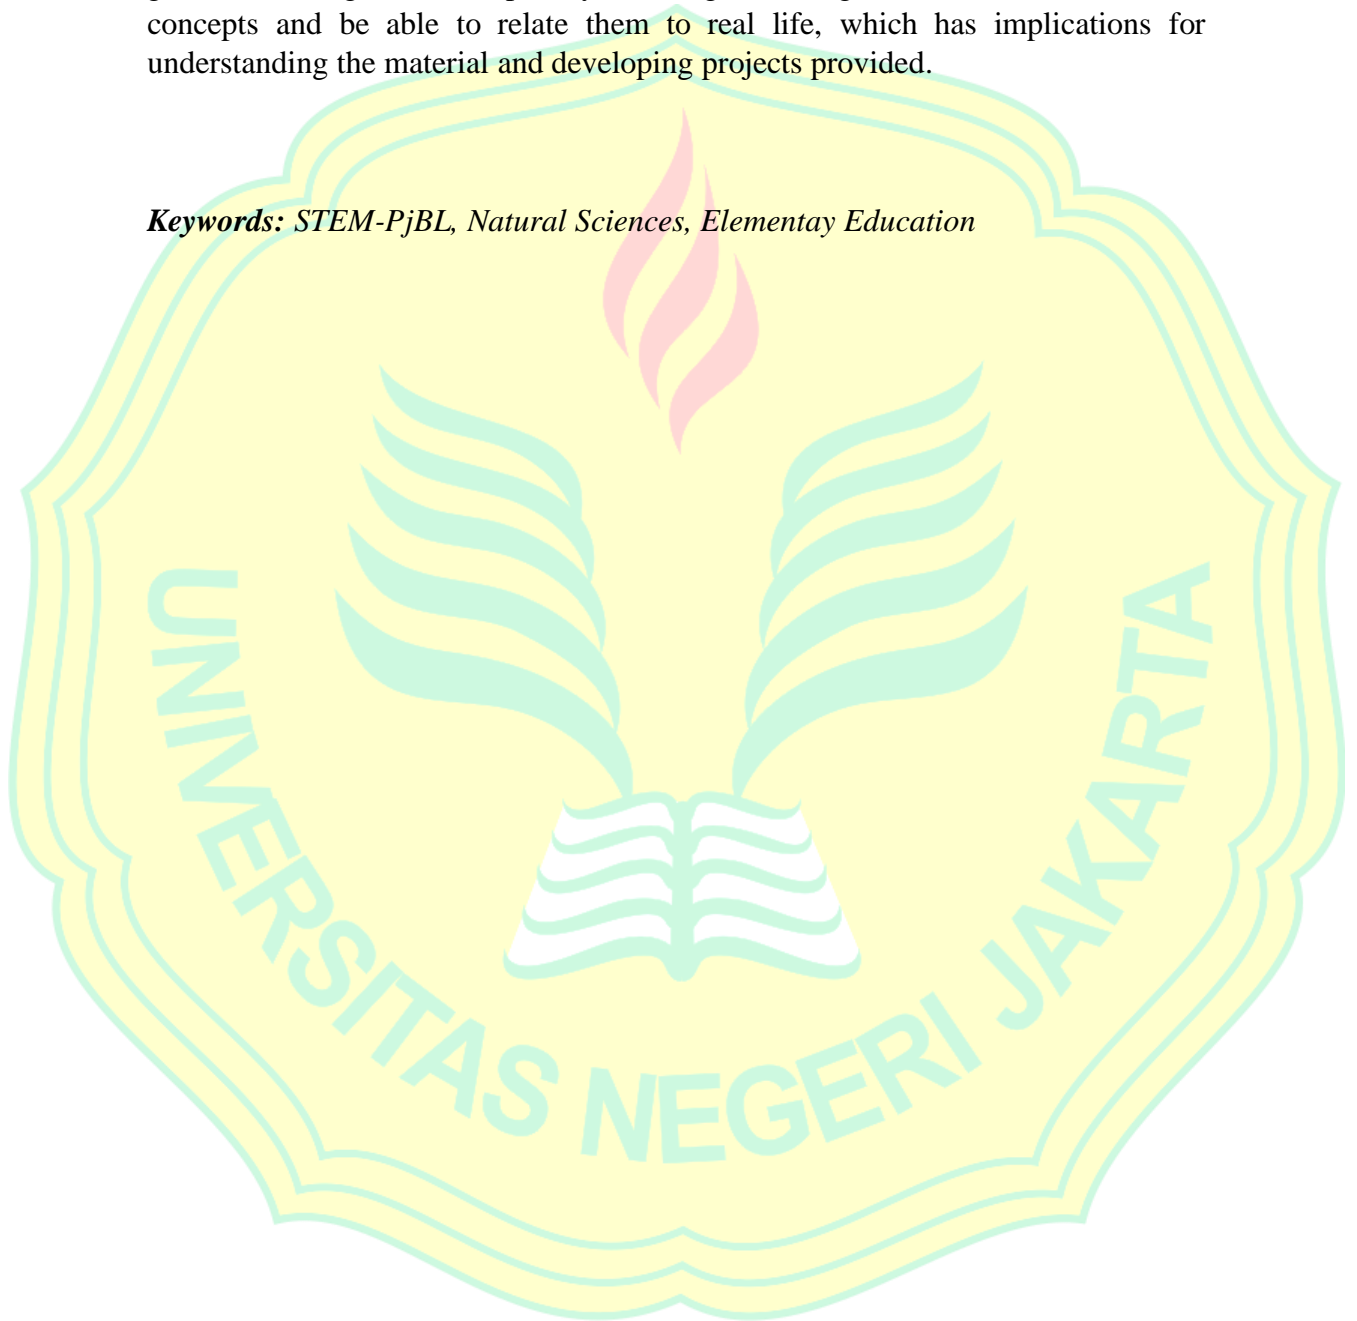 concepts and be able to relate them to real life, which has implications for
understanding the material and developing projects provided.
Keywords: STEM-PjBL, Natural Sciences, Elementay Education
UNIVERSITAS NEGERI JAKARTA